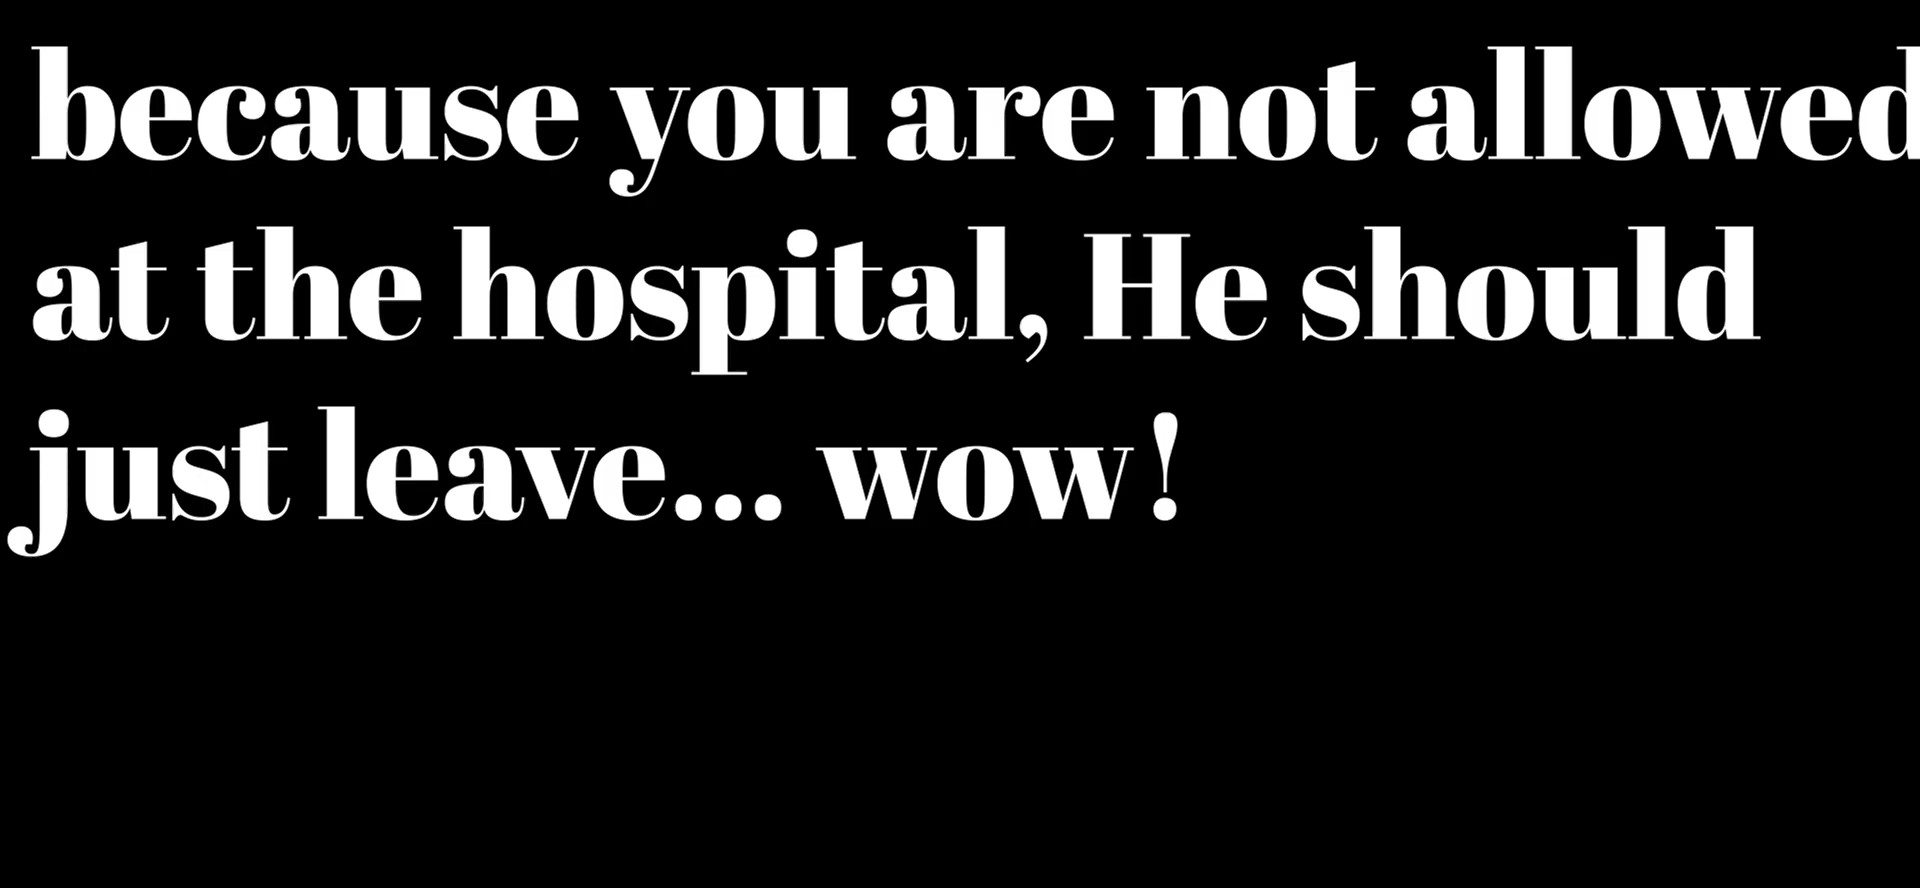 because you are not allowed
at the hospital, He should
just leave... wow!